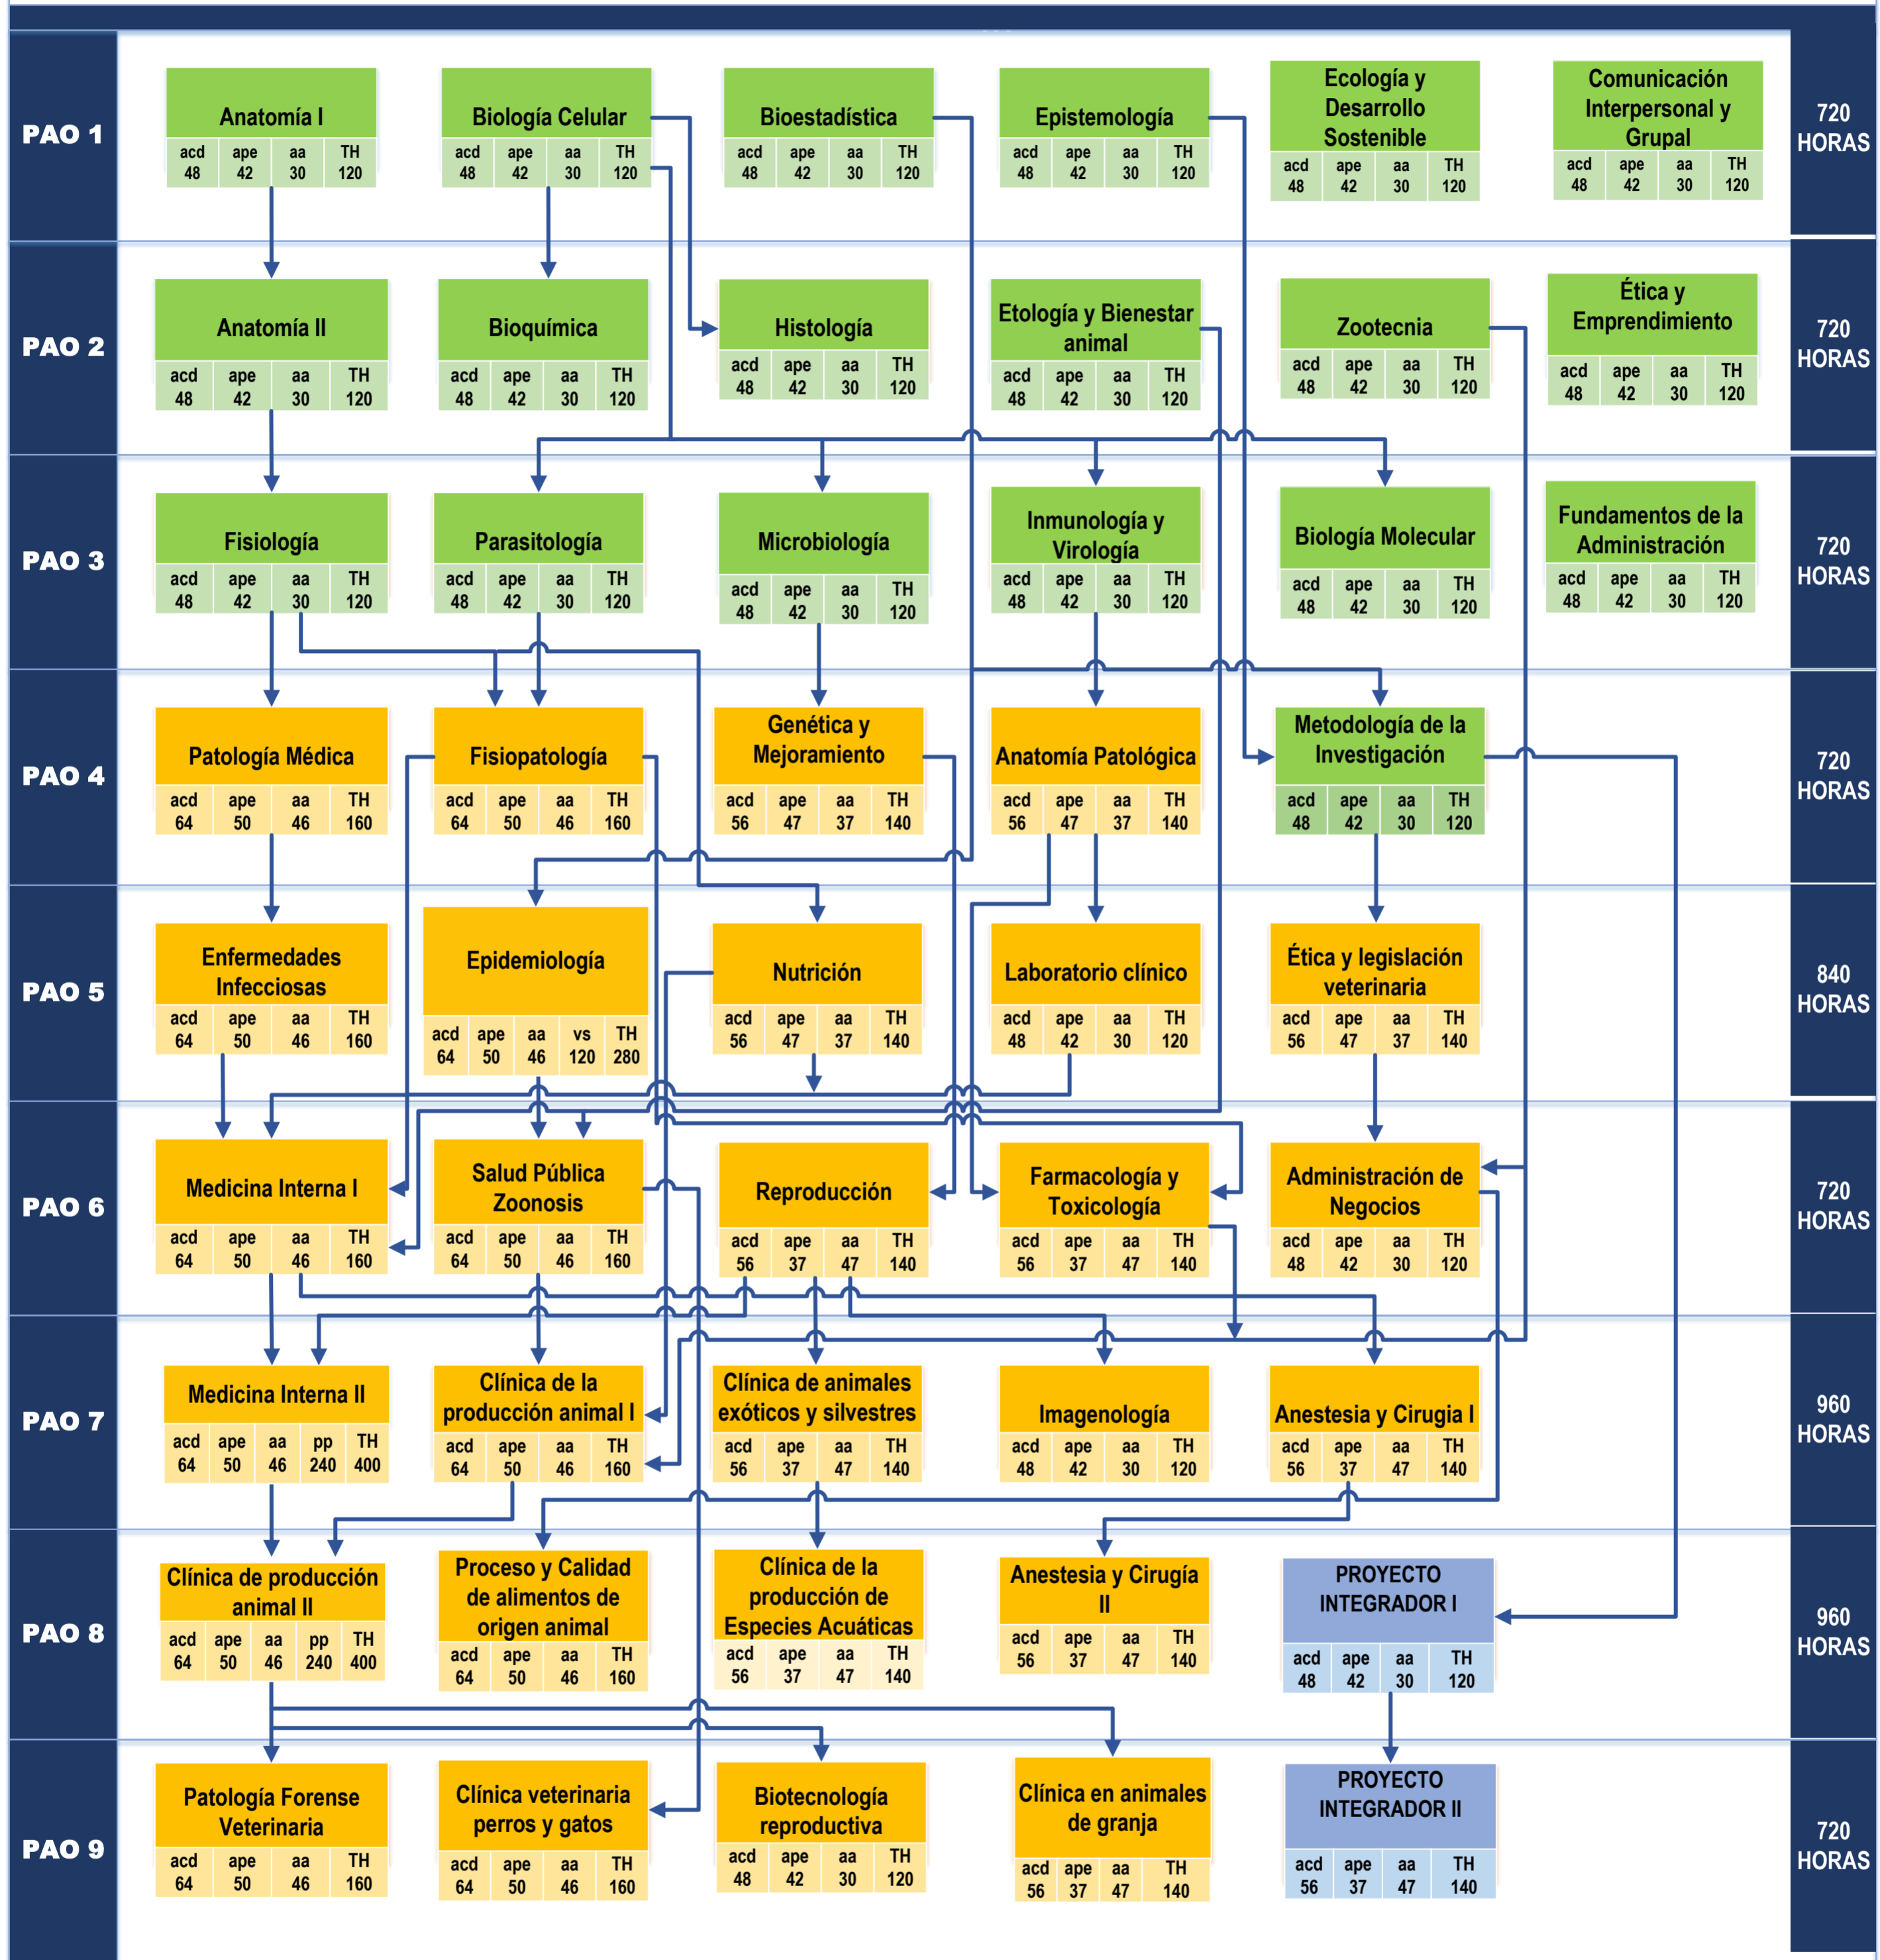 PAO 1
Anatomía I
acd ape aa TH
48 42 30 120
Biología Celular
acd ape aa TH
48 42 30 120
Bioestadística
acd ape aa TH
48 42 30 120
Epistemología
acd ape aa TH
48 42 30 120
Ecología y
Desarrollo
Sostenible
acd ape aa TH
48 42 30 120
Comunicación
Interpersonal y
Grupal
acd ape aa TH
48 42 30 120
720
HORAS
PAO 2
Anatomía II
acd ape aa TH
48 42 30 120
Bioquímica
acd ape aa TH
48 42 30 120
Histología
acd ape aa TH
48 42 30 120
Etología y Bienestar
animal
acd ape aa TH
48 42 30 120
Zootecnia
acd ape aa TH
48 42 30 120
Ética y
Emprendimiento
acd ape aa TH
48 42 30 120
720
HORAS
PAO 3
Fisiología
acd ape aa TH
48 42 30 120
Parasitología
acd ape aa TH
48 42 30 120
Microbiología
acd ape aa TH
48 42 30 120
Inmunología y
Virología
acd ape aa TH
48 42 30 120
Biología Molecular
acd ape aa TH
48 42 30 120
Fundamentos de la
Administración
acd ape aa TH
48 42 30 120
720
HORAS
PAO 4
Patología Médica
acd ape aa TH
64 50 46 160
Fisiopatología
acd ape aa TH
64 50 46 160
Genética y
Mejoramiento
acd ape aa TH
56 47 37 140
Anatomía Patológica
acd ape aa TH
56 47 37 140
Metodología de la
Investigación
acd ape aa TH
48 42 30 120
720
HORAS
PAO 5
Enfermedades
Infecciosas
acd ape aa TH
64 50 46 160
Epidemiología
acd ape aa vs TH
64 50 46 120 280
Nutrición
acd ape aa TH
56 47 37 140
Laboratorio clínico
acd ape aa TH
48 42 30 120
Ética y legislación
veterinaria
acd ape aa TH
56 47 37 140
840
HORAS
PAO 6
Medicina Interna I
acd ape aa TH
64 50 46 160
Salud Pública
Zoonosis
acd ape aa TH
64 50 46 160
Reproducción
acd ape aa TH
56 37 47 140
Farmacología y
Toxicología
acd ape aa TH
56 37 47 140
Administración de
Negocios
acd ape aa TH
48 42 30 120
720
HORAS
PAO 7
Medicina Interna II
acd ape aa pp TH
64 50 46 240 400
Clínica de la
producción animal I
acd ape aa TH
64 50 46 160
Clínica de animales
exóticos y silvestres
acd ape aa TH
56 37 47 140
Imagenología
acd ape aa TH
48 42 30 120
Anestesia y Cirugia I
acd ape aa TH
56 37 47 140
960
HORAS
PAO 8
Clínica de producción
animal II
acd ape aa pp TH
64 50 46 240 400
Proceso y Calidad
de alimentos de
origen animal
acd ape aa TH
64 50 46 160
Clínica de la
producción de
Especies Acuáticas
acd ape aa TH
56 37 47 140
Anestesia y Cirugía
II
acd ape aa TH
56 37 47 140
PROYECTO
INTEGRADOR I
acd ape aa TH
48 42 30 120
960
HORAS
PAO 9
Patología Forense
Veterinaria
acd ape aa TH
64 50 46 160
Clínica veterinaria
perros y gatos
acd ape aa TH
64 50 46 160
Biotecnología
reproductiva
acd ape aa TH
48 42 30 120
Clínica en animales
de granja
acd ape aa TH
56 37 47 140
PROYECTO
INTEGRADOR II
acd ape aa TH
56 37 47 140
720
HORAS